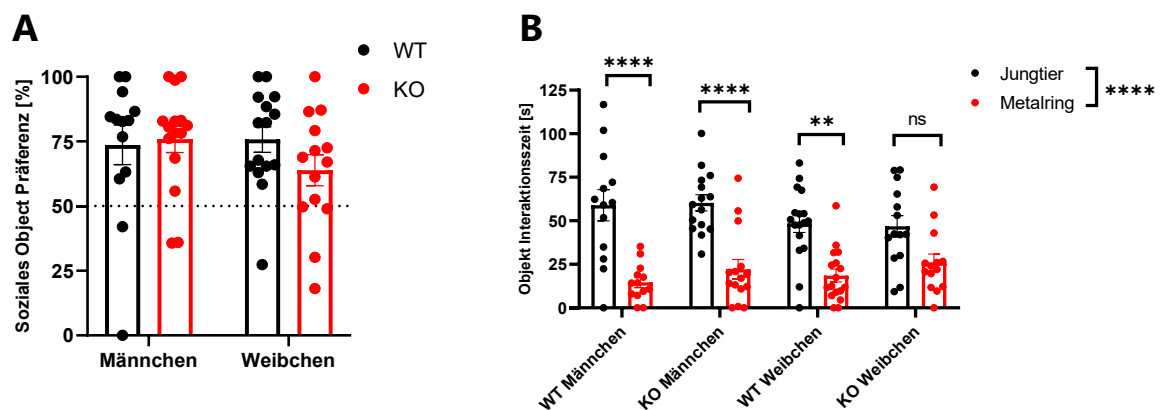 A
WT
KO
Soziales Object Präferenz [%]
100
75
50
25
0
Männchen
Weibchen
B
Jungtier
Metalring
****
****
****
**
ns
Objekt Interaktionszeit [s]
125
100
75
50
25
0
WT Männchen
KO Männchen
WT Weibchen
KO Weibchen